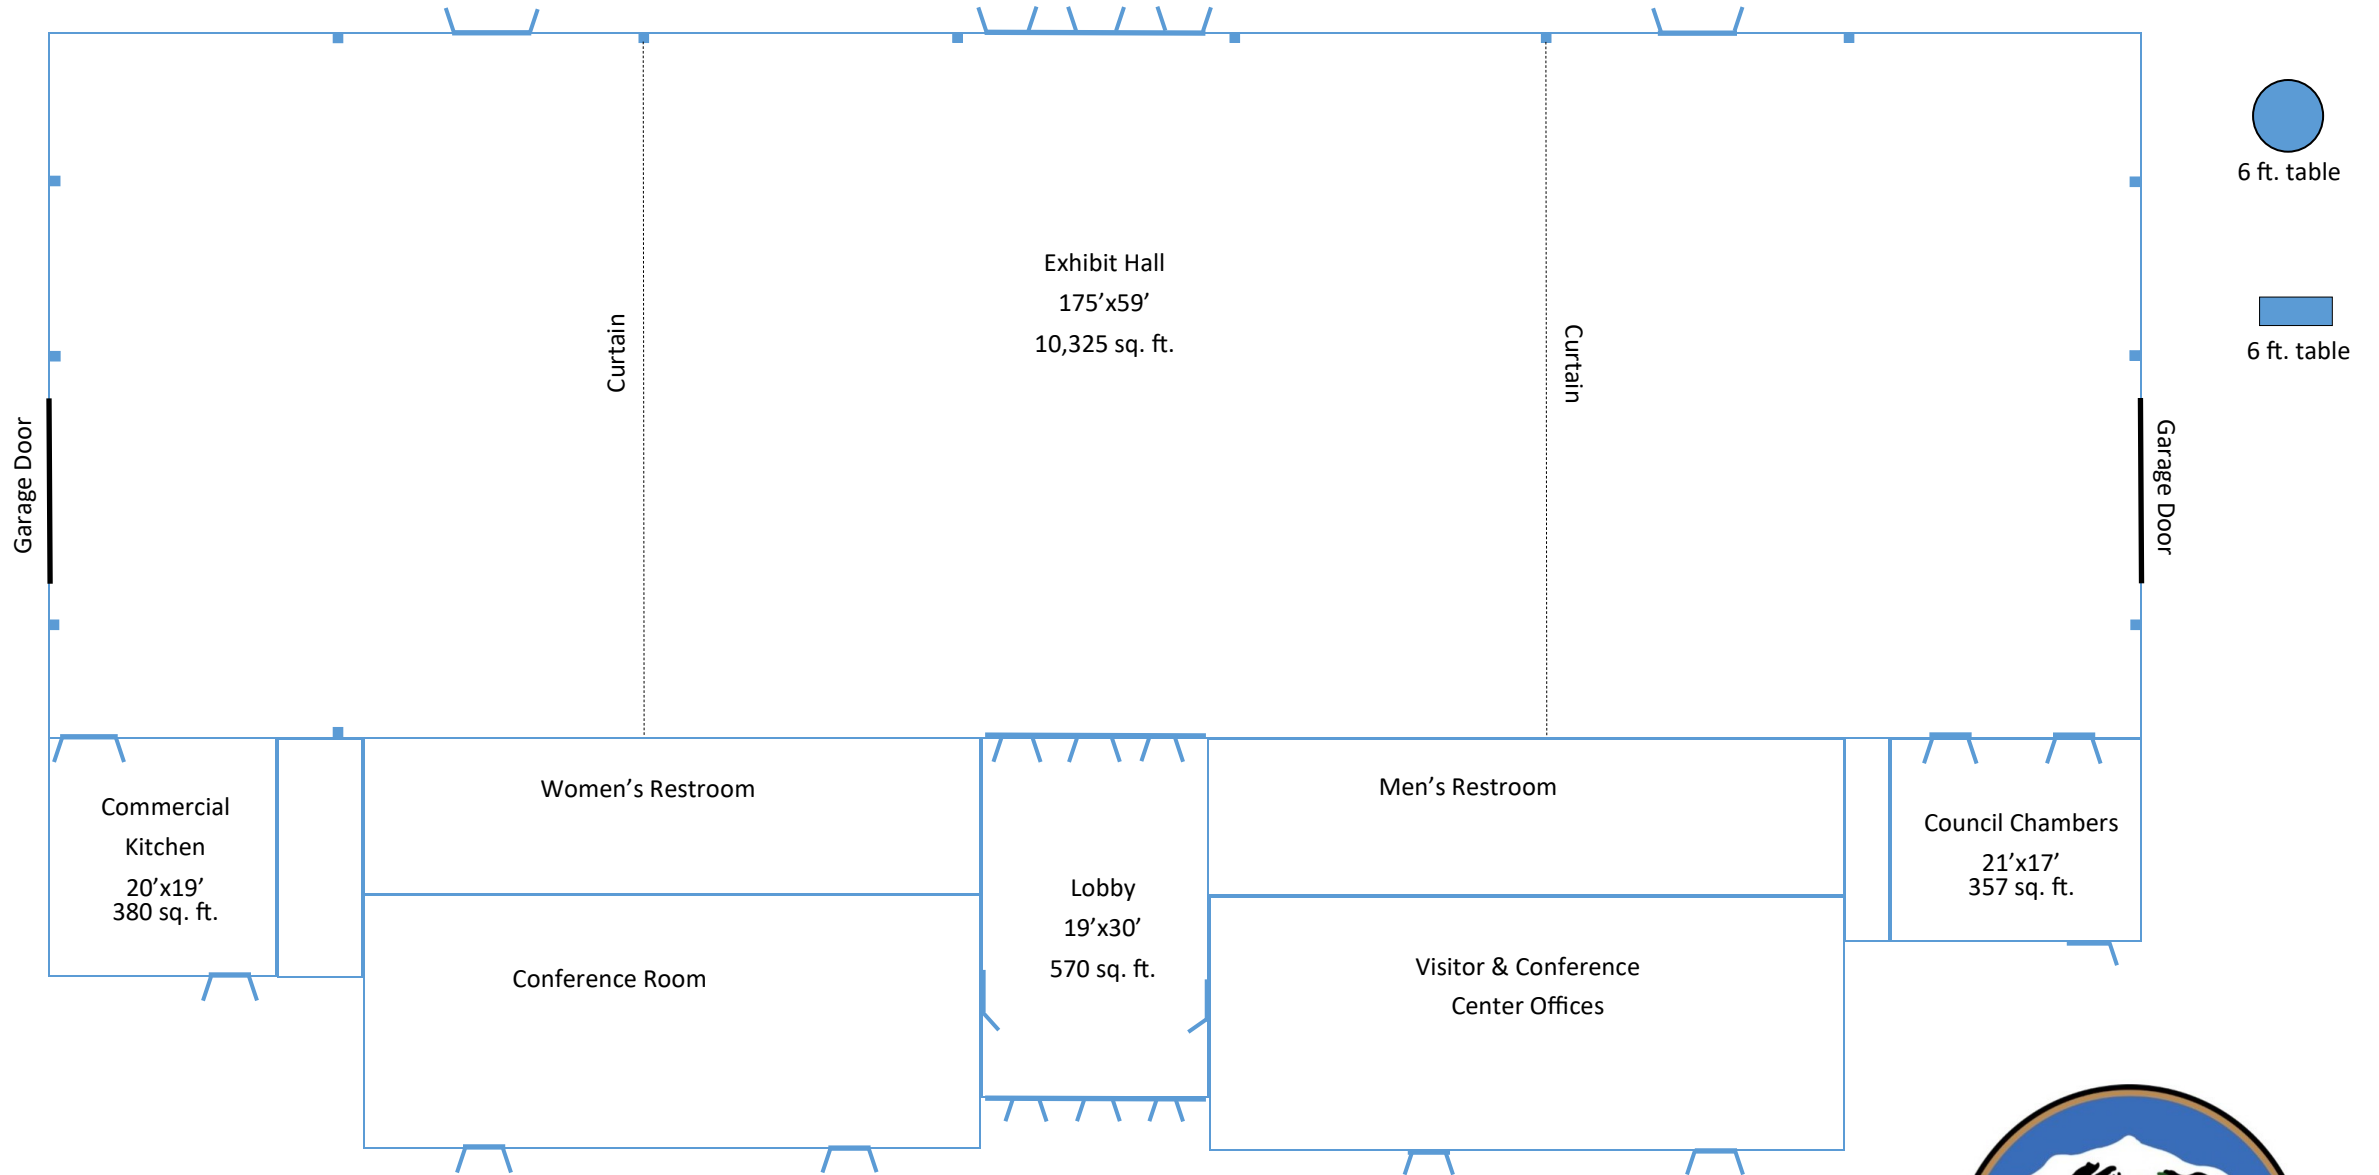 6 ft. table
Exhibit Hall
175’x59’
10,325 sq. ft.
Curtain
Curtain
6 ft. table
Garage Door
Garage Door
Women’s Restroom
Men’s Restroom
Commercial
Kitchen
20’x19’
380 sq. ft.
Council Chambers
21’x17’
357 sq. ft.
Lobby
19’x30’
570 sq. ft.
Conference Room
Visitor & Conference
Center Offices